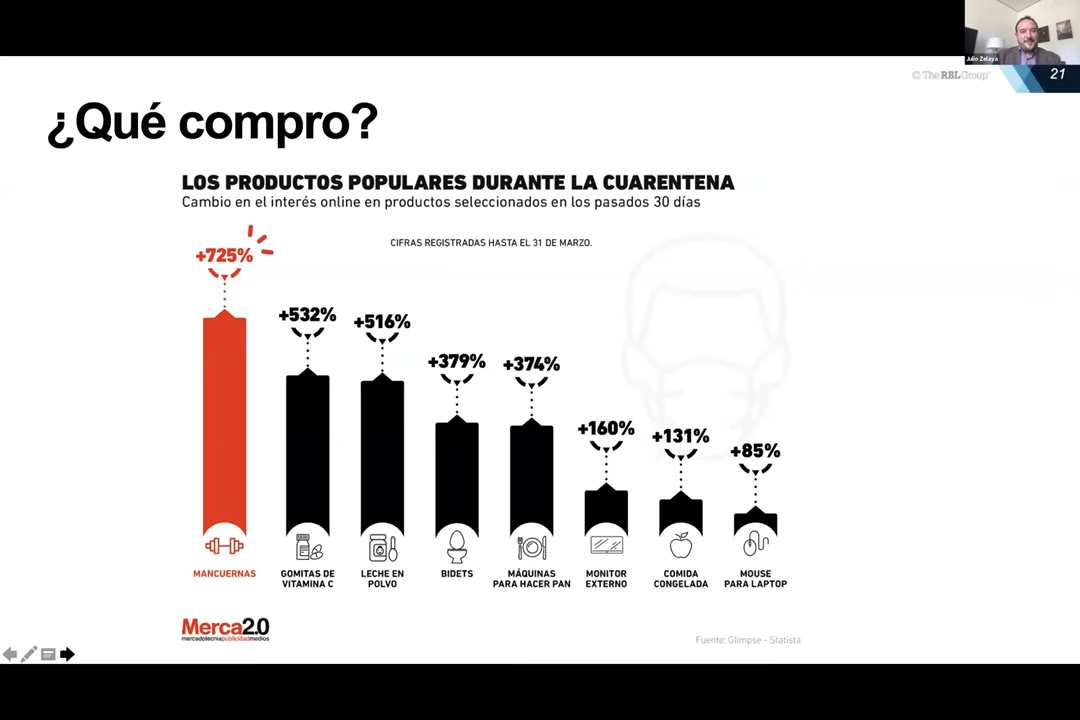 Julio Zelaya
© The RBL Group®
21
¿Qué compro?
LOS PRODUCTOS POPULARES DURANTE LA CUARENTENA
Cambio en el interés online en productos seleccionados en los pasados 30 días
CIFRAS REGISTRADAS HASTA EL 31 DE MARZO.
+725%
+532%
+516%
+379%
+374%
+160%
+131%
+85%
MANCUERNAS
GOMITAS DE
VITAMINA C
LECHE EN
POLVO
BIDETS
MÁQUINAS
PARA HACER PAN
MONITOR
EXTERNO
COMIDA
CONGELADA
MOUSE
PARA LAPTOP
Merca2.0
mercadotecniapublicidadmedios
Fuente: Glimpse - Statista